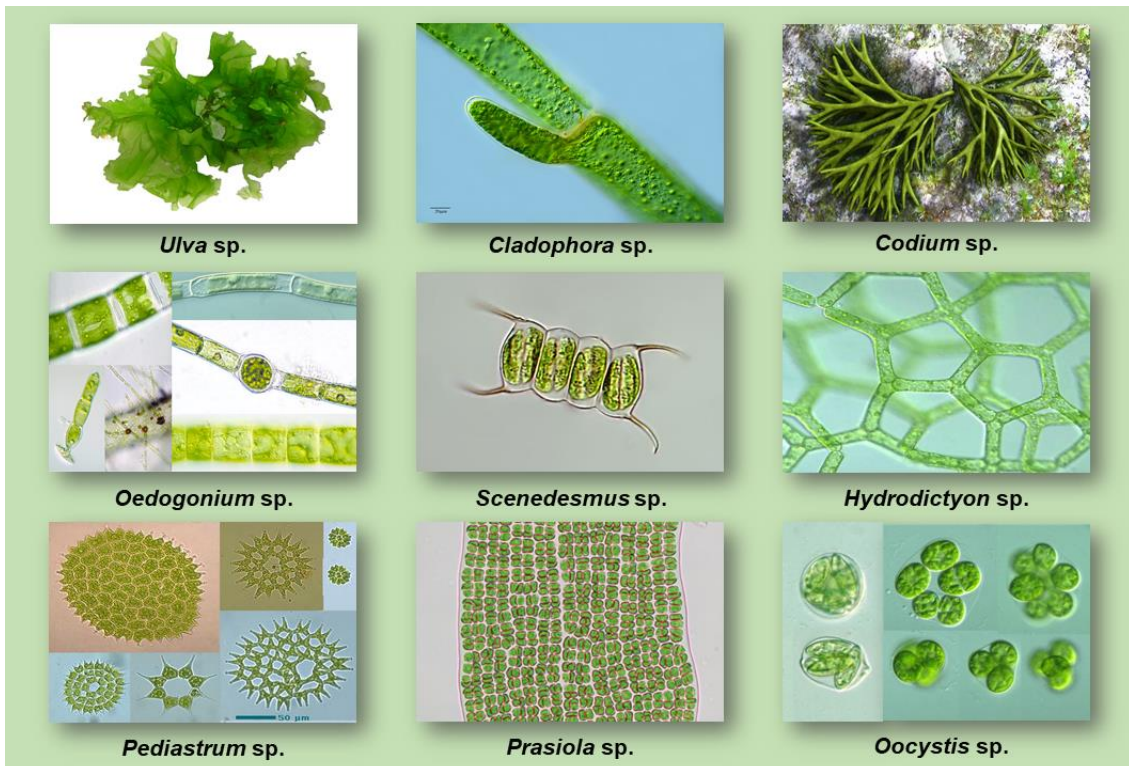 Ulva sp.
Cladophora sp.
Codium sp.
Oedogonium sp.
Scenedesmus sp.
Hydrodictyon sp.
50 µm
Pediastrum sp.
Prasiola sp.
Oocystis sp.